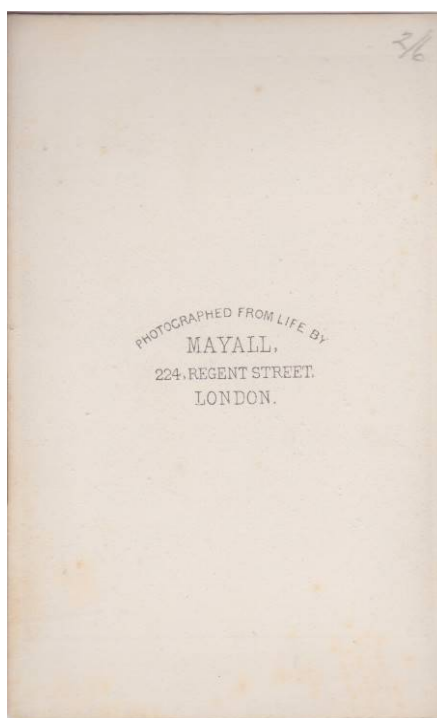 2/6
PHOTOGRAPHED FROM LIFE BY
MAYALL,
224, REGENT STREET.
LONDON.